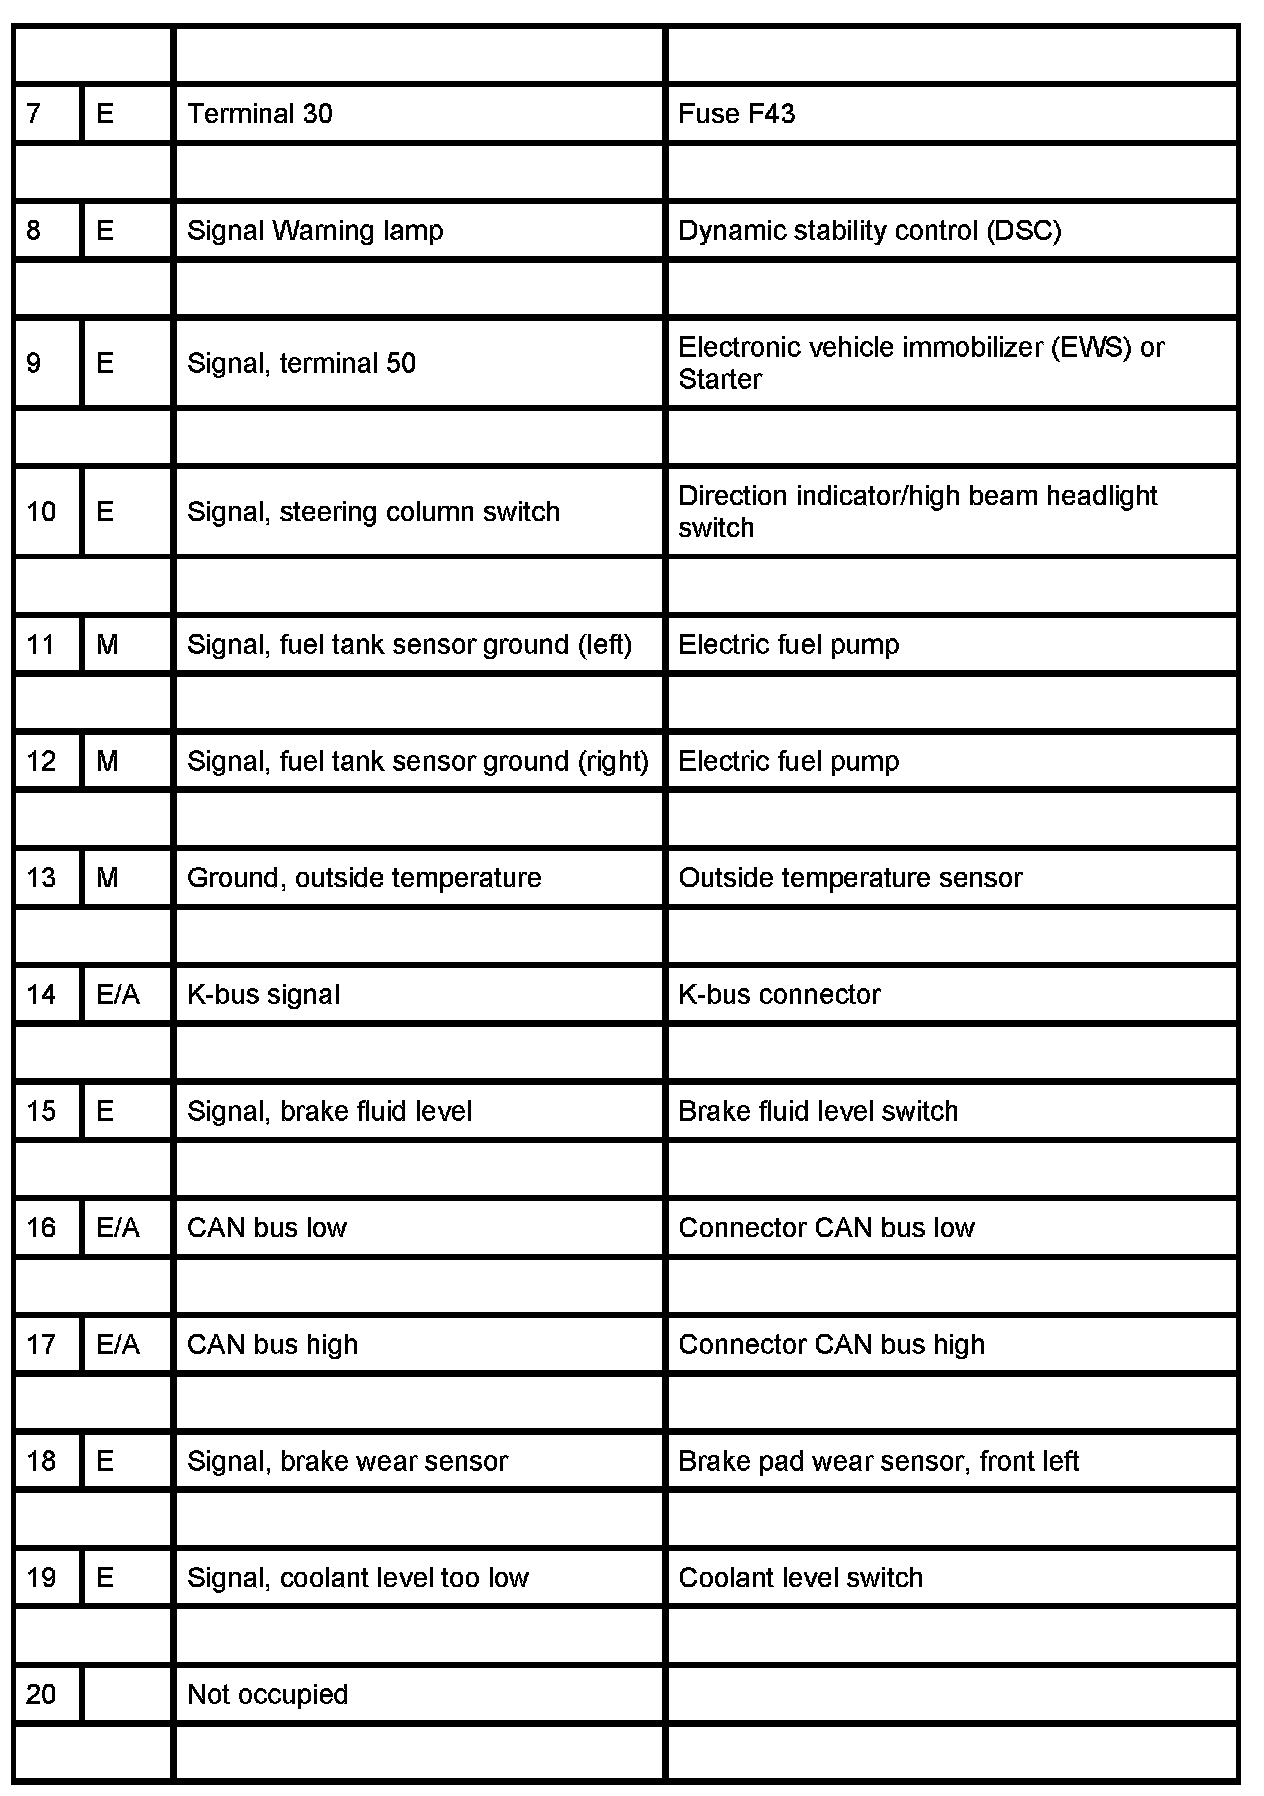 7 E Terminal 30 Fuse F43
8 E Signal Warning lamp Dynamic stability control (DSC)
9 E Signal, terminal 50 Electronic vehicle immobilizer (EWS) or
Starter
10 E Signal, steering column switch Direction indicator/high beam headlight
switch
11 M Signal, fuel tank sensor ground (left) Electric fuel pump
12 M Signal, fuel tank sensor ground (right) Electric fuel pump
13 M Ground, outside temperature Outside temperature sensor
14 E/A K-bus signal K-bus connector
15 E Signal, brake fluid level Brake fluid level switch
16 E/A CAN bus low Connector CAN bus low
17 E/A CAN bus high Connector CAN bus high
18 E Signal, brake wear sensor Brake pad wear sensor, front left
19 E Signal, coolant level too low Coolant level switch
20 Not occupied